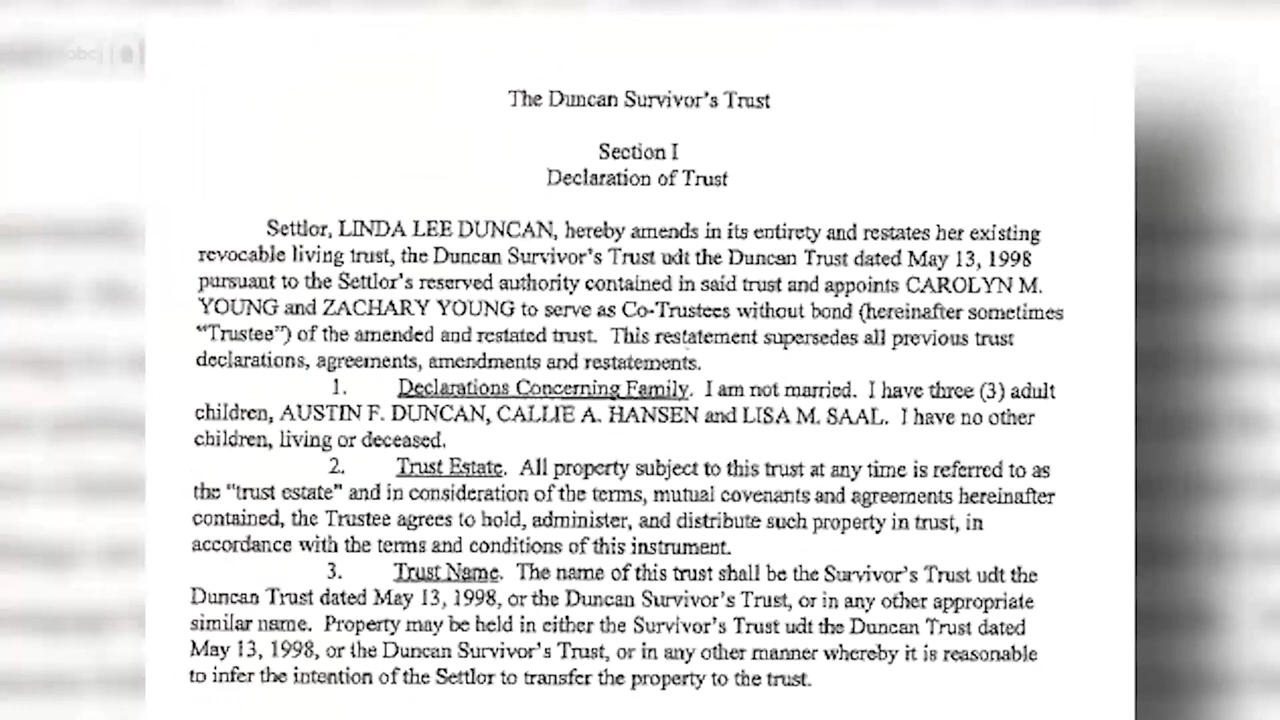 The Duncan Survivor's Trust
Section I
Declaration of Trust
Settlor, LINDA LEE DUNCAN, hereby amends in its entirety and restates her existing
revocable living trust, the Duncan Survivor's Trust udt the Duncan Trust dated May 13, 1998
pursuant to the Settlor's reserved authority contained in said trust and appoints CAROLYN M.
YOUNG and ZACHARY YOUNG to serve as Co-Trustees without bond (hereinafter sometimes
"Trustee") of the amended and restated trust. This restatement supersedes all previous trust
declarations, agreements, amendments and restatements.
1. Declarations Concerning Family. I am not married. I have three (3) adult
children, AUSTIN F. DUNCAN, CALLIE A. HANSEN and LISA M. SAAL. I have no other
children, living or deceased.
2. Trust Estate. All property subject to this trust at any time is referred to as
the "trust estate" and in consideration of the terms, mutual covenants and agreements hereinafter
contained, the Trustee agrees to hold, administer, and distribute such property in trust, in
accordance with the terms and conditions of this instrument.
3. Trust Name. The name of this trust shall be the Survivor's Trust udt the
Duncan Trust dated May 13, 1998, or the Duncan Survivor's Trust, or in any other appropriate
similar name. Property may be held in either the Survivor's Trust udt the Duncan Trust dated
May 13, 1998, or the Duncan Survivor's Trust, or in any other manner whereby it is reasonable
to infer the intention of the Settlor to transfer the property to the trust.